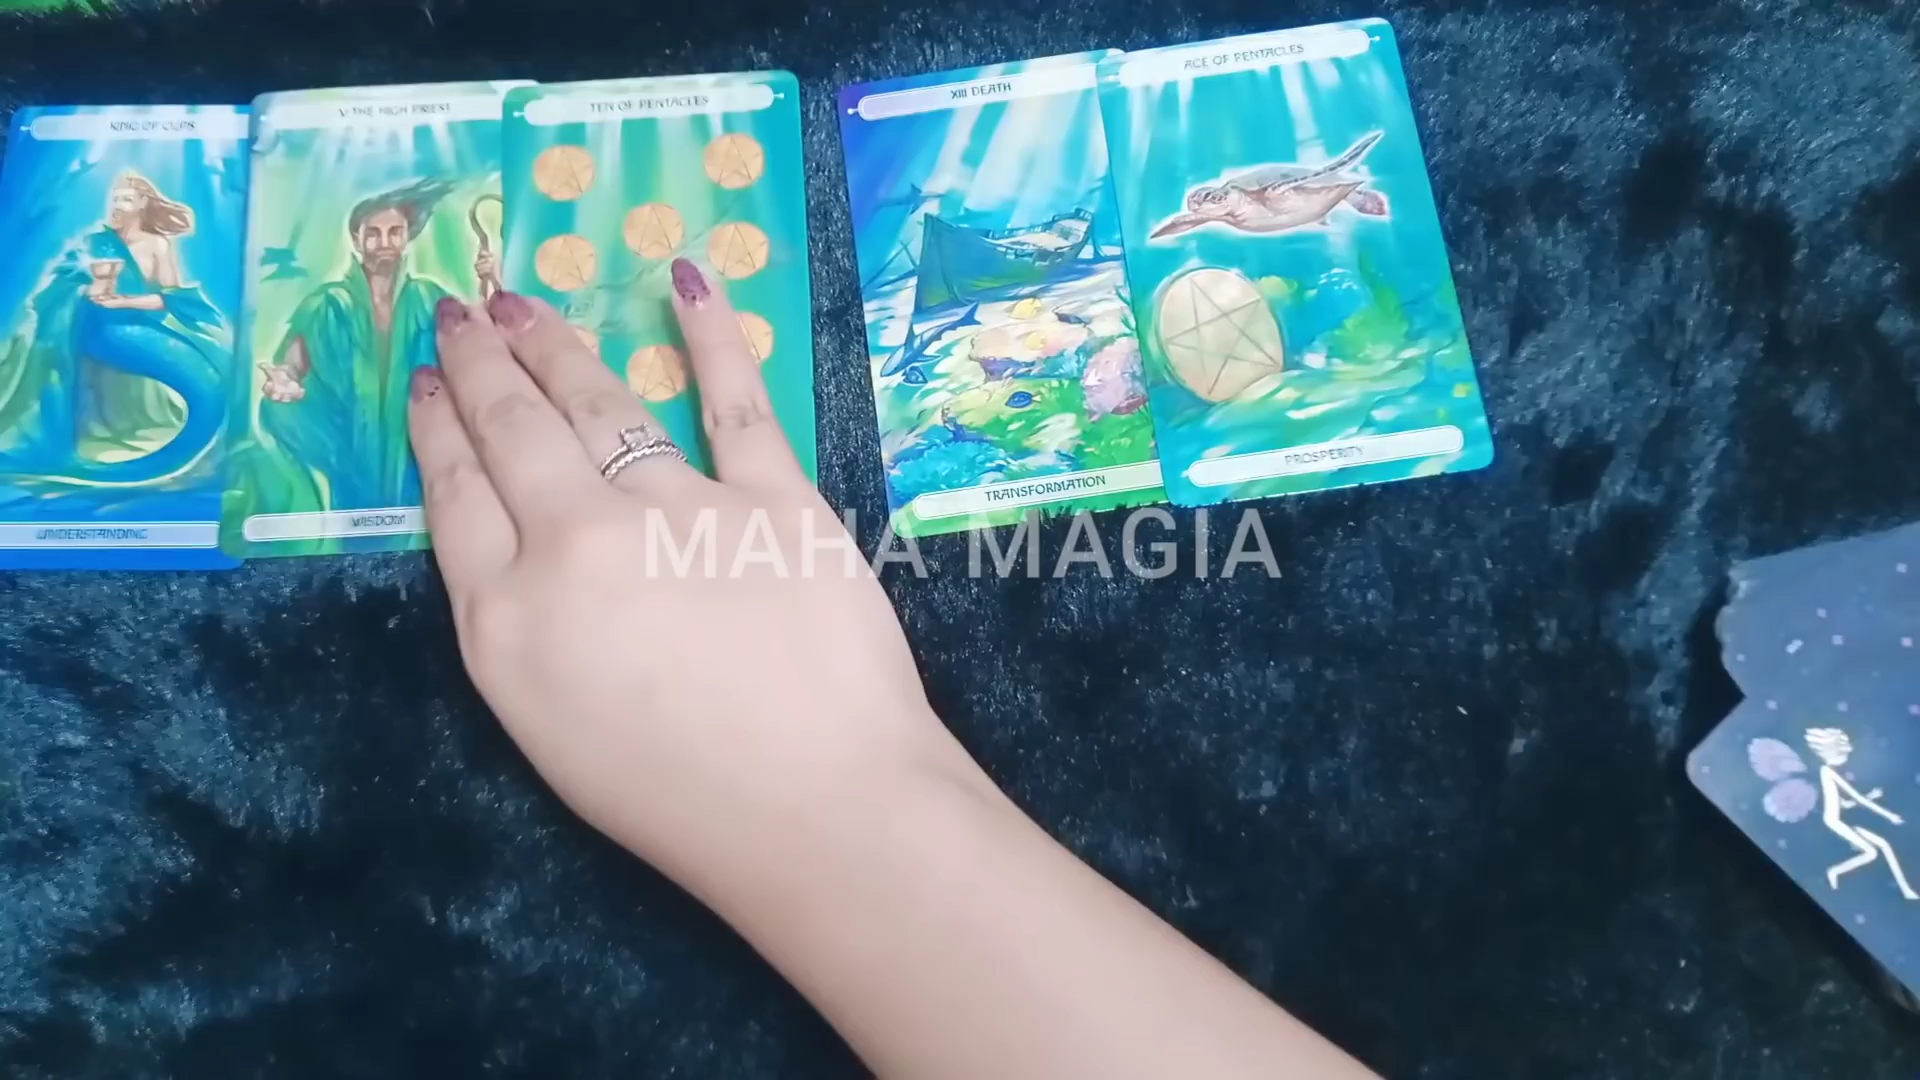 KING OF CUPS
V THE HIGH PRIEST
TEN OF PENTACLES
XIII DEATH
ACE OF PENTACLES
UNDERSTANDING
WISDOM
TRANSFORMATION
PROSPERITY
MAHA MAGIA